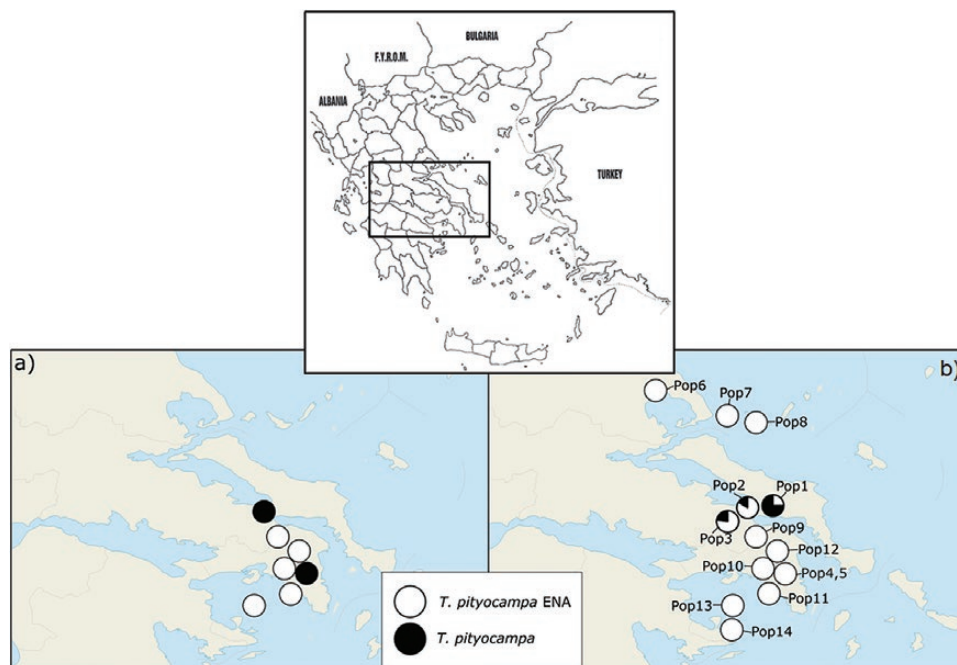 BULGARIA
F.Y.R.O.M.
ALBANIA
TURKEY
a)
b)
Pop6
Pop7
Pop8
Pop2
Pop1
Pop3
Pop9
Pop12
Pop10
Pop4,5
Pop11
Pop13
Pop14
T. pityocampa ENA
T. pityocampa